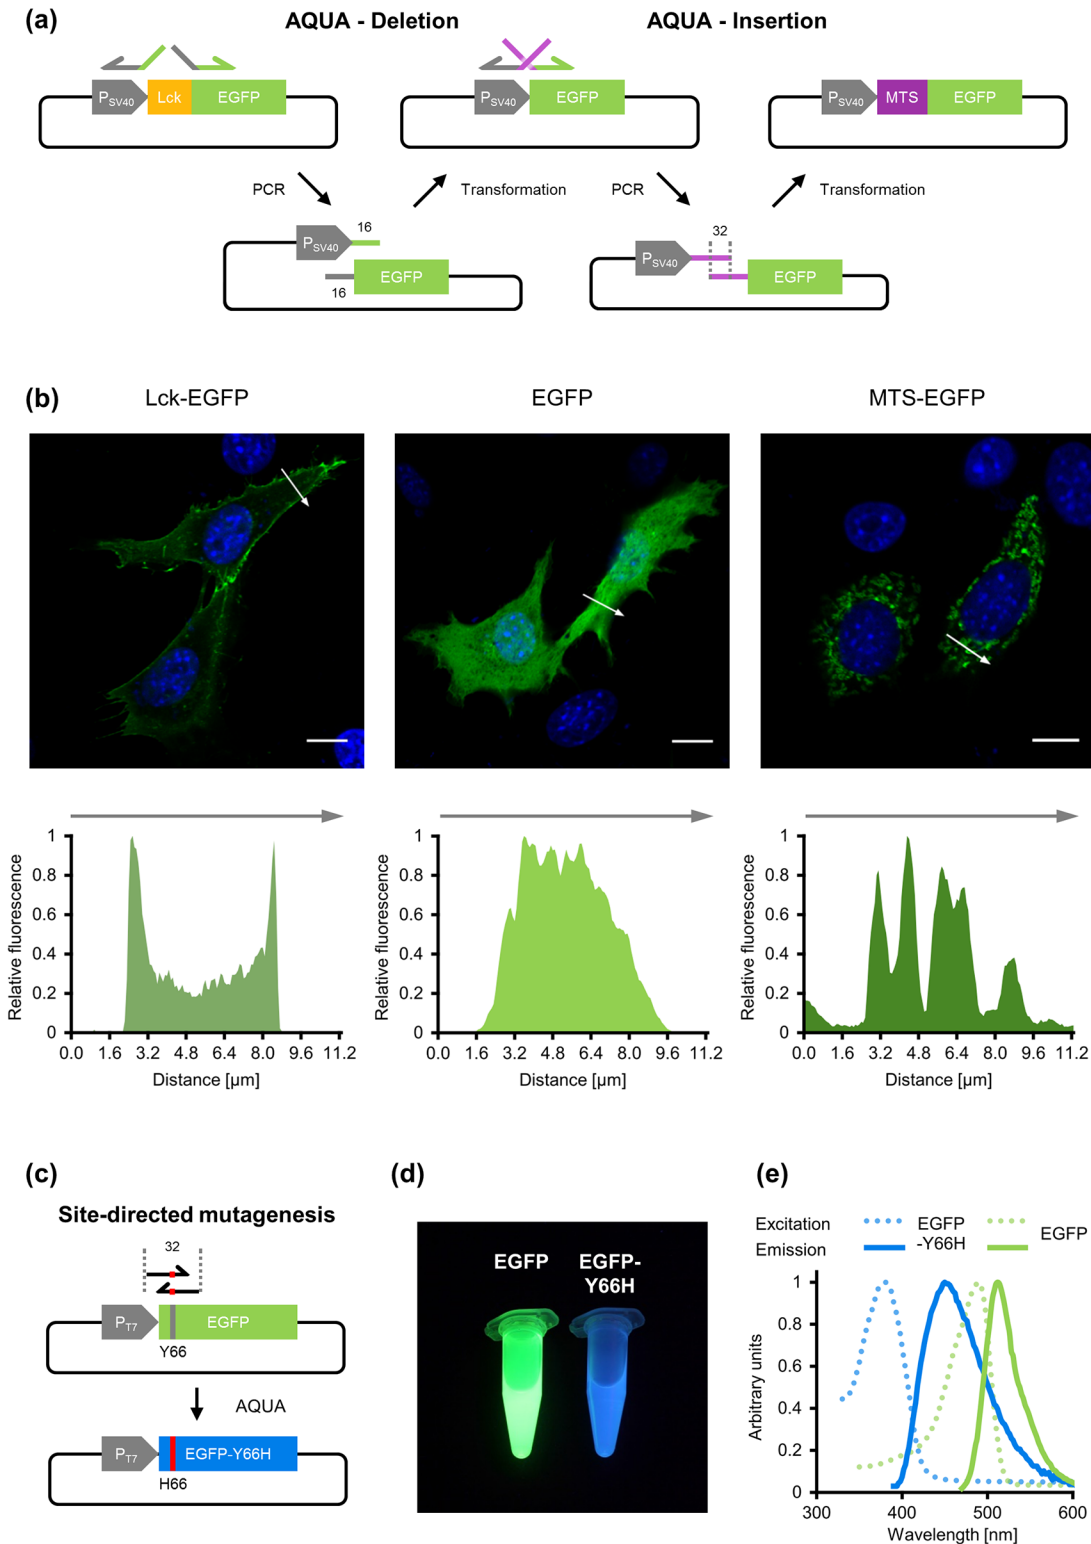 (a)
AQUA - Deletion
AQUA - Insertion
PSV40 Lck EGFP
PSV40 EGFP
PSV40 MTS EGFP
PCR
Transformation
PCR
Transformation
PSV40 16
16 EGFP
PSV40 32
EGFP
(b)
Lck-EGFP
EGFP
MTS-EGFP
Relative fluorescence
1
0.8
0.6
0.4
0.2
0
0.0 1.6 3.2 4.8 6.4 8.0 9.6 11.2
Distance [µm]
Relative fluorescence
1
0.8
0.6
0.4
0.2
0
0.0 1.6 3.2 4.8 6.4 8.0 9.6 11.2
Distance [µm]
Relative fluorescence
1
0.8
0.6
0.4
0.2
0
0.0 1.6 3.2 4.8 6.4 8.0 9.6 11.2
Distance [µm]
(c)
Site-directed mutagenesis
32
PT7 EGFP
Y66
AQUA
PT7 EGFP-Y66H
H66
(d)
EGFP
EGFP-
Y66H
(e)
Excitation
Emission
EGFP
-Y66H
EGFP
Arbitrary units
1
0.8
0.6
0.4
0.2
0
300 400 500 600
Wavelength [nm]